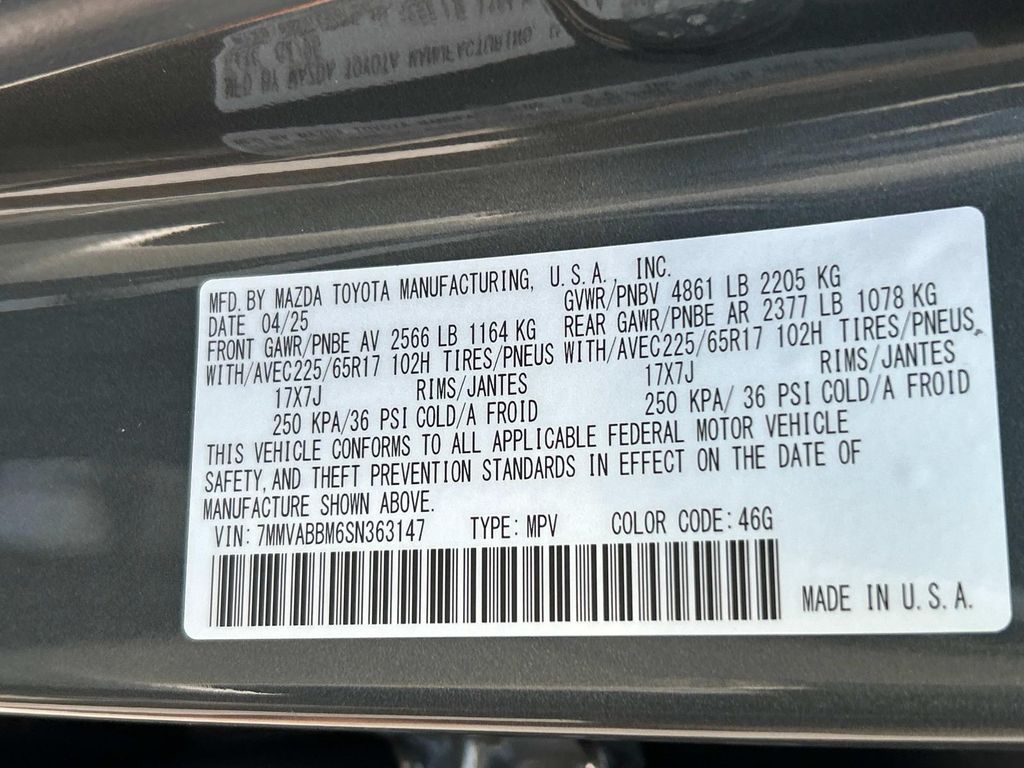 MFD. BY MAZDA TOYOTA MANUFACTURING, U.S.A., INC.
DATE 04/25 GVWR/PNBV 4861 LB 2205 KG
FRONT GAWR/PNBE AV 2566 LB 1164 KG REAR GAWR/PNBE AR 2377 LB 1078 KG
WITH/AVEC225/65R17 102H TIRES/PNEUS WITH/AVEC225/65R17 102H TIRES/PNEUS
17X7J RIMS/JANTES 17X7J RIMS/JANTES
250 KPA/36 PSI COLD/A FROID 250 KPA/ 36 PSI COLD/A FROID
THIS VEHICLE CONFORMS TO ALL APPLICABLE FEDERAL MOTOR VEHICLE
SAFETY, AND THEFT PREVENTION STANDARDS IN EFFECT ON THE DATE OF
MANUFACTURE SHOWN ABOVE.
VIN: 7MMVABBM6SN363147 TYPE: MPV COLOR CODE: 46G
MADE IN U.S.A.